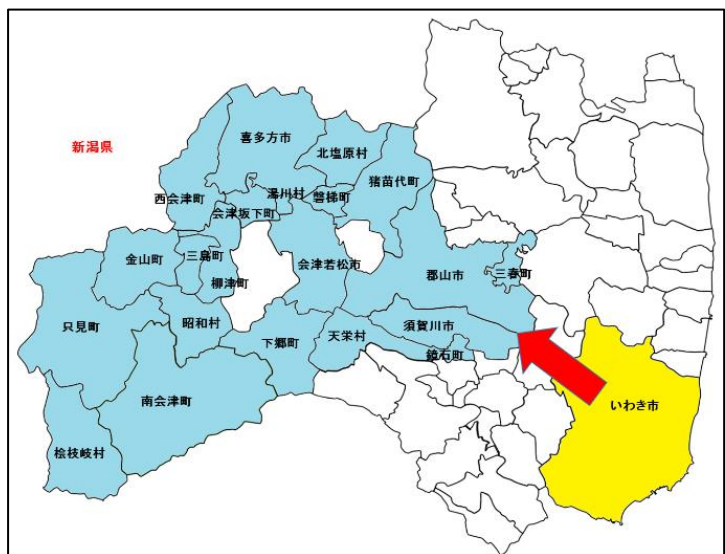 喜多方市
新潟県
北塩原村
猪苗代町
湯川村
磐梯町
西会津町
会津坂下町
金山町
三島町
会津若松市
郡山市
三春町
柳津町
只見町
昭和村
下郷町
天栄村
須賀川市
鏡石町
南会津町
いわき市
桧枝岐村